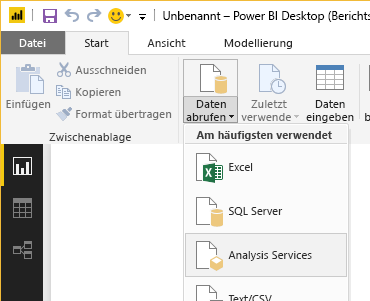 Unbenannt – Power BI Desktop (Berichts
Datei Start Ansicht Modellierung
Einfügen
Ausschneiden
Kopieren
Format übertragen
Zwischenablage
Daten abrufen
Zuletzt verwendet
Daten eingeben
Am häufigsten verwendet
Excel
SQL Server
Analysis Services
Text/CSV